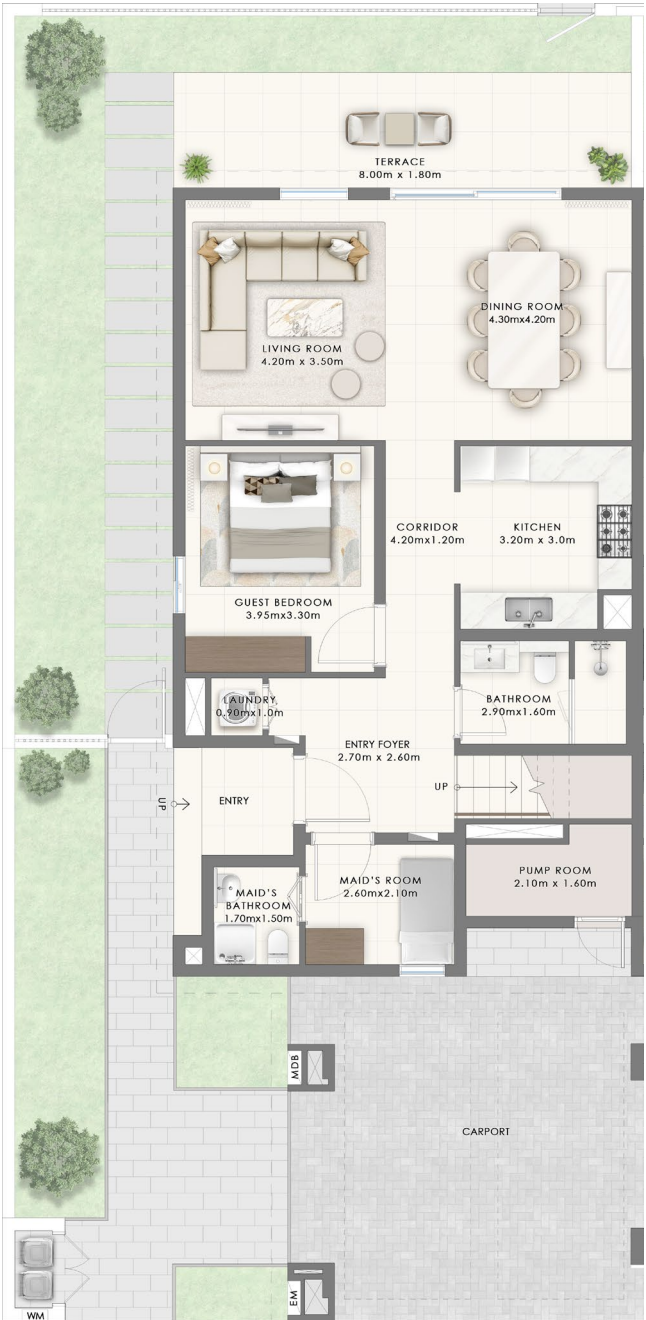 TERRACE
8.00m x 1.80m
DINING ROOM
4.30mx4.20m
LIVING ROOM
4.20m x 3.50m
CORRIDOR
4.20mx1.20m
KITCHEN
3.20m x 3.0m
GUEST BEDROOM
3.95mx3.30m
LAUNDRY
0.90mx1.0m
BATHROOM
2.90mx1.60m
ENTRY FOYER
2.70m x 2.60m
UP
UP
ENTRY
PUMP ROOM
2.10m x 1.60m
MAID'S ROOM
2.60mx2.10m
MAID'S
BATHROOM
1.70mx1.50m
MDB
CARPORT
EM
WM